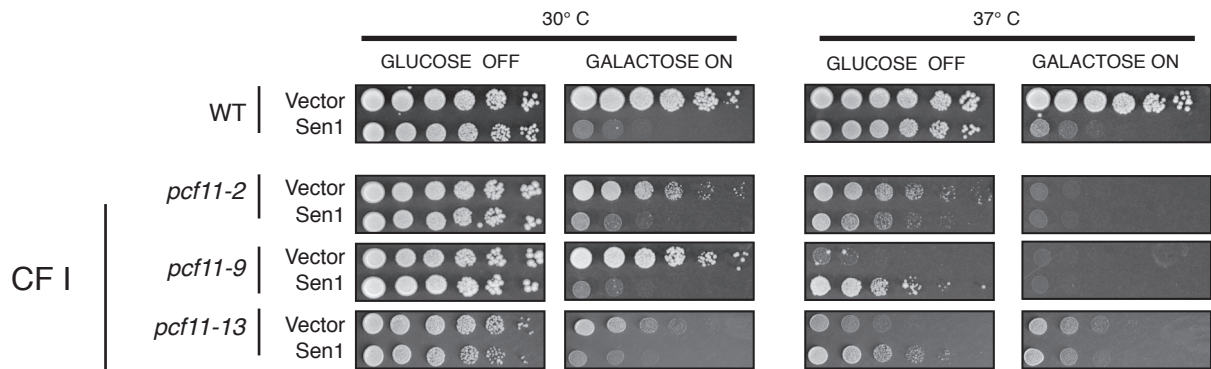 30° C 37° C
GLUCOSE OFF GALACTOSE ON GLUCOSE OFF GALACTOSE ON
WT
Vector
Sen1
pcf11-2
Vector
Sen1
CF I
pcf11-9
Vector
Sen1
pcf11-13
Vector
Sen1